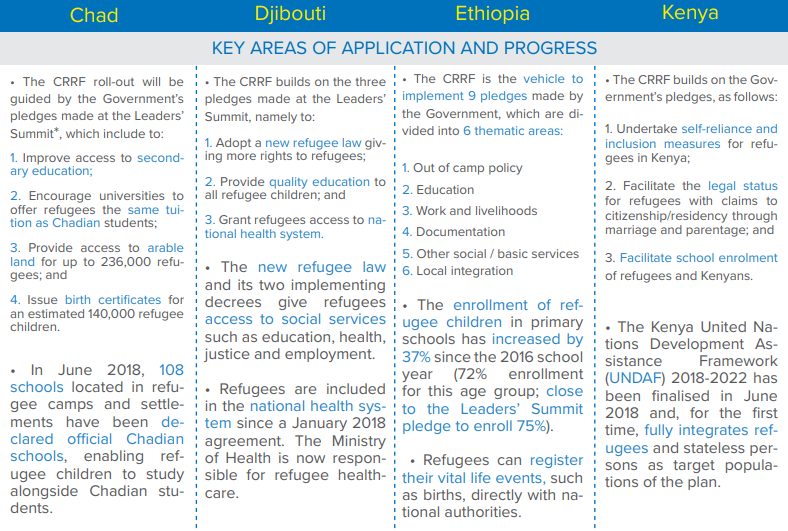 Chad
Djibouti
Ethiopia
Kenya
KEY AREAS OF APPLICATION AND PROGRESS
• The CRRF roll-out will be
guided by the Government's
pledges made at the Leaders'
Summit*, which include to:
1. Improve access to second-
ary education;
2. Encourage universities to
offer refugees the same tui-
tion as Chadian students;
3. Provide access to arable
land for up to 236,000 refu-
gees; and
4. Issue birth certificates for
an estimated 140,000 refugee
children.
• In June 2018, 108
schools located in refu-
gee camps and settle-
ments have been de-
clared official Chadian
schools, enabling ref-
ugee children to study
alongside Chadian stu-
dents.
• The CRRF builds on the three
pledges made at the Leaders'
Summit, namely to:
1. Adopt a new refugee law giv-
ing more rights to refugees;
2. Provide quality education to
all refugee children; and
3. Grant refugees access to na-
tional health system.
• The new refugee law
and its two implementing
decrees give refugees
access to social services
such as education, health,
justice and employment.
• Refugees are included
in the national health sys-
tem since a January 2018
agreement. The Ministry
of Health is now respon-
sible for refugee health-
care.
• The CRRF is the vehicle to
implement 9 pledges made by
the Government, which are di-
vided into 6 thematic areas:
1. Out of camp policy
2. Education
3. Work and livelihoods
4. Documentation
5. Other social / basic services
6. Local integration
• The enrollment of ref-
ugee children in primary
schools has increased by
37% since the 2016 school
year (72% enrollment
for this age group; close
to the Leaders' Summit
pledge to enroll 75%).
• Refugees can register
their vital life events, such
as births, directly with na-
tional authorities.
• The CRRF builds on the Gov-
ernment's pledges, as follows:
1. Undertake self-reliance and
inclusion measures for refu-
gees in Kenya;
2. Facilitate the legal status
for refugees with claims to
citizenship/residency through
marriage and parentage; and
3. Facilitate school enrolment
of refugees and Kenyans.
• The Kenya United Na-
tions Development As-
sistance Framework
(UNDAF) 2018-2022 has
been finalised in June
2018 and, for the first
time, fully integrates ref-
ugees and stateless per-
sons as target popula-
tions of the plan.